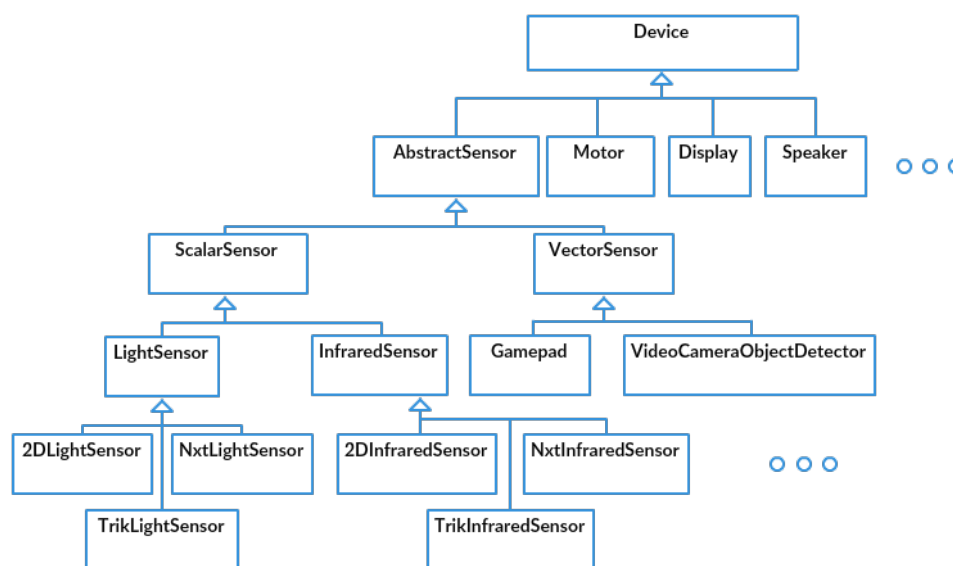 Device
AbstractSensor
Motor
Display
Speaker
ScalarSensor
VectorSensor
LightSensor
InfraredSensor
Gamepad
VideoCameraObjectDetector
2DLightSensor
NxtLightSensor
2DInfraredSensor
NxtInfraredSensor
TrikLightSensor
TrikInfraredSensor